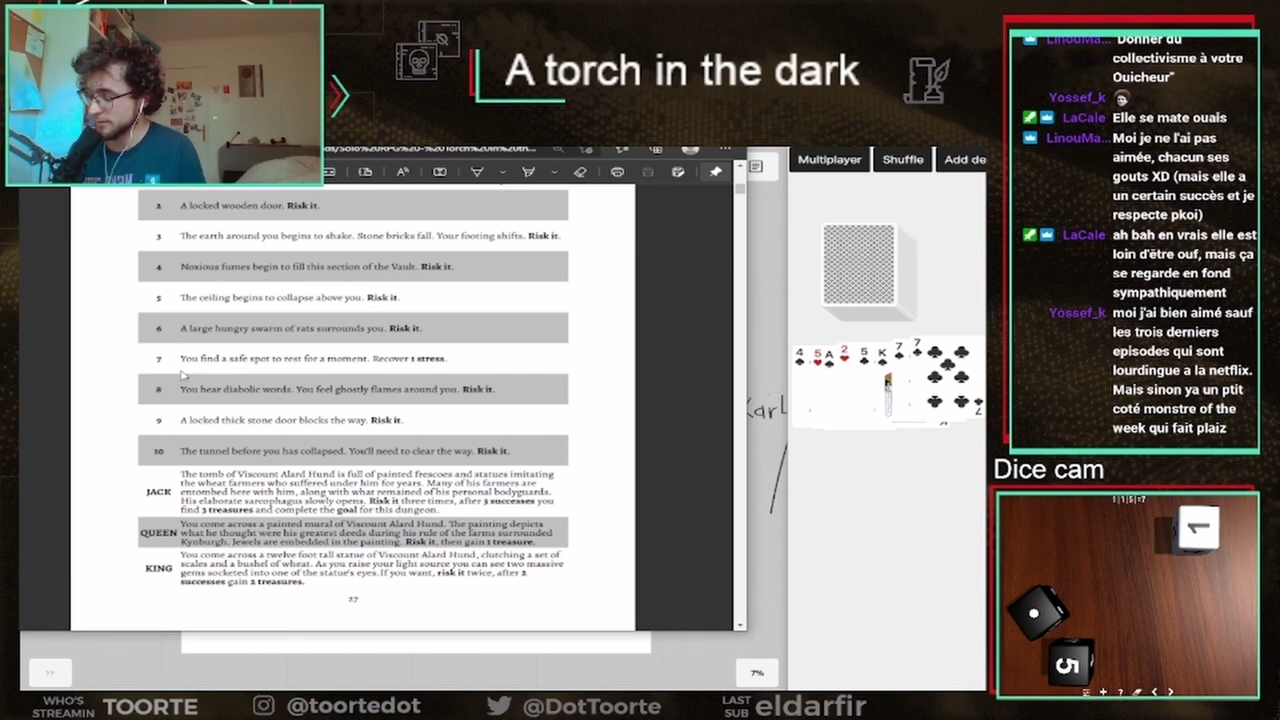 A torch in the dark
Multiplayer
Shuffle
Add de
2 A locked wooden door. Risk it.
3 The earth around you begins to shake. Stone bricks fall. Your footing shifts. Risk it.
4 Noxious fumes begin to fill this section of the Vault. Risk it.
5 The ceiling begins to collapse above you. Risk it.
6 A large hungry swarm of rats surrounds you. Risk it.
7 You find a safe spot to rest for a moment. Recover 1 stress.
8 You hear diabolic words. You feel ghostly flames around you. Risk it.
9 A locked thick stone door blocks the way. Risk it.
10 The tunnel before you has collapsed. You'll need to clear the way. Risk it.
JACK
The tomb of Viscount Alard Hund is full of painted frescoes and statues imitating
the wheat farmers who suffered under him for years. Many of his farmers are
entombed here with him, along with what remained of his personal bodyguards.
His elaborate sarcophagus slowly opens. Risk it three times, after 3 successes you
find 3 treasures and complete the goal for this dungeon.
QUEEN
You come across a painted mural of Viscount Alard Hund. The painting depicts
what he thought were his greatest deeds during his rule of the farms surrounded
Kynburgh. Jewels are embedded in the painting. Risk it, then gain 1 treasure.
KING
You come across a twelve foot tall statue of Viscount Alard Hund, clutching a set of
scales and a bushel of wheat. As you raise your light source you can see two massive
gems socketed into one of the statue's eyes. If you want, risk it twice, after 2
successes gain 2 treasures.
27
7%
4 5 A 2 5 K 7 7
Karl
LinouMa... "Donner du
collectivisme à votre
Ouicheur"
Yossef_k
LaCale Elle se mate ouais
LinouMa... Moi je ne l'ai pas
aimée, chacun ses
gouts XD (mais elle a
un certain succès et je
respecte pkoi)
LaCale ah bah en vrais elle est
loin d'être ouf, mais ça
se regarde en fond
sympathiquement
Yossef_k moi j'ai bien aimé sauf
les trois derniers
episodes qui sont
lourdingue a la netflix.
Mais sinon ya un ptit
coté monstre of the
week qui fait plaiz
Dice cam
1|1|5|=7
1
5
WHO'S
STREAMIN
TOORTE
@toortedot
@DotToorte
LAST
SUB
eldarfir